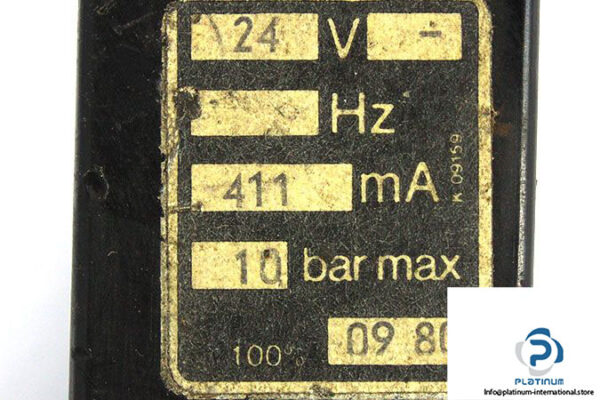 24 V -
Hz
411 mA
10 bar max
K 09159
100%
09 80
PLATINUM
Info@platinum-international.store